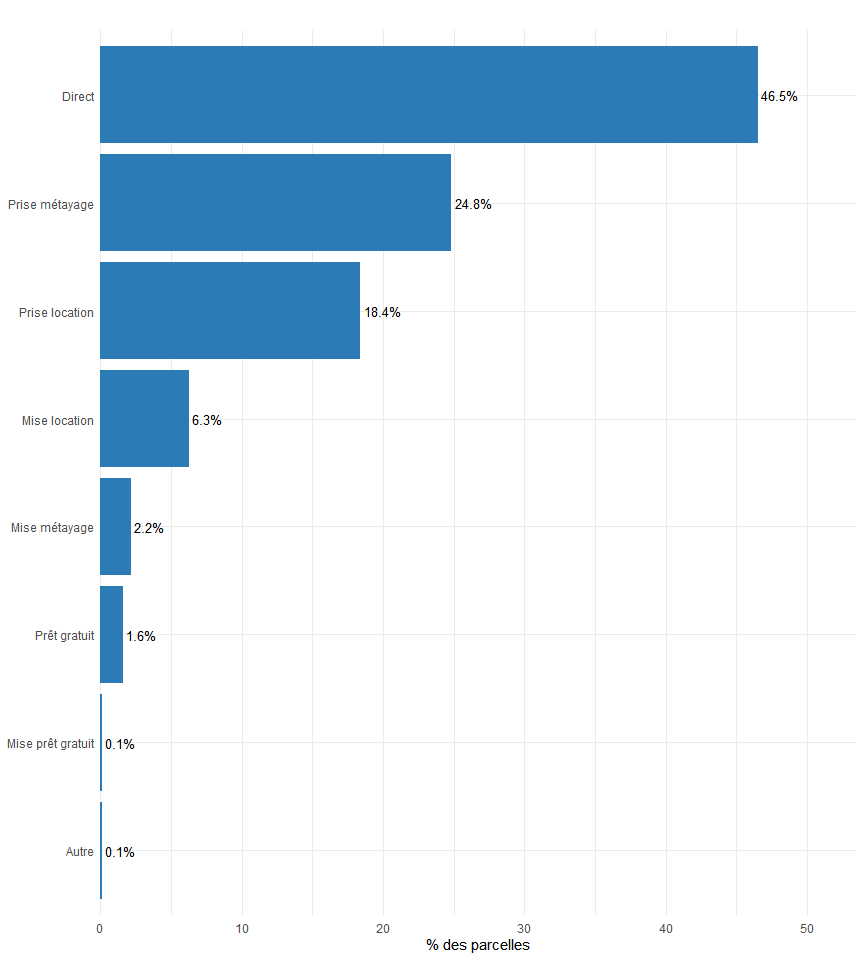 Direct
46.5%
Prise métayage
24.8%
Prise location
18.4%
Mise location
6.3%
Mise métayage
2.2%
Prêt gratuit
1.6%
Mise prêt gratuit
0.1%
Autre
0.1%
0 10 20 30 40 50
% des parcelles